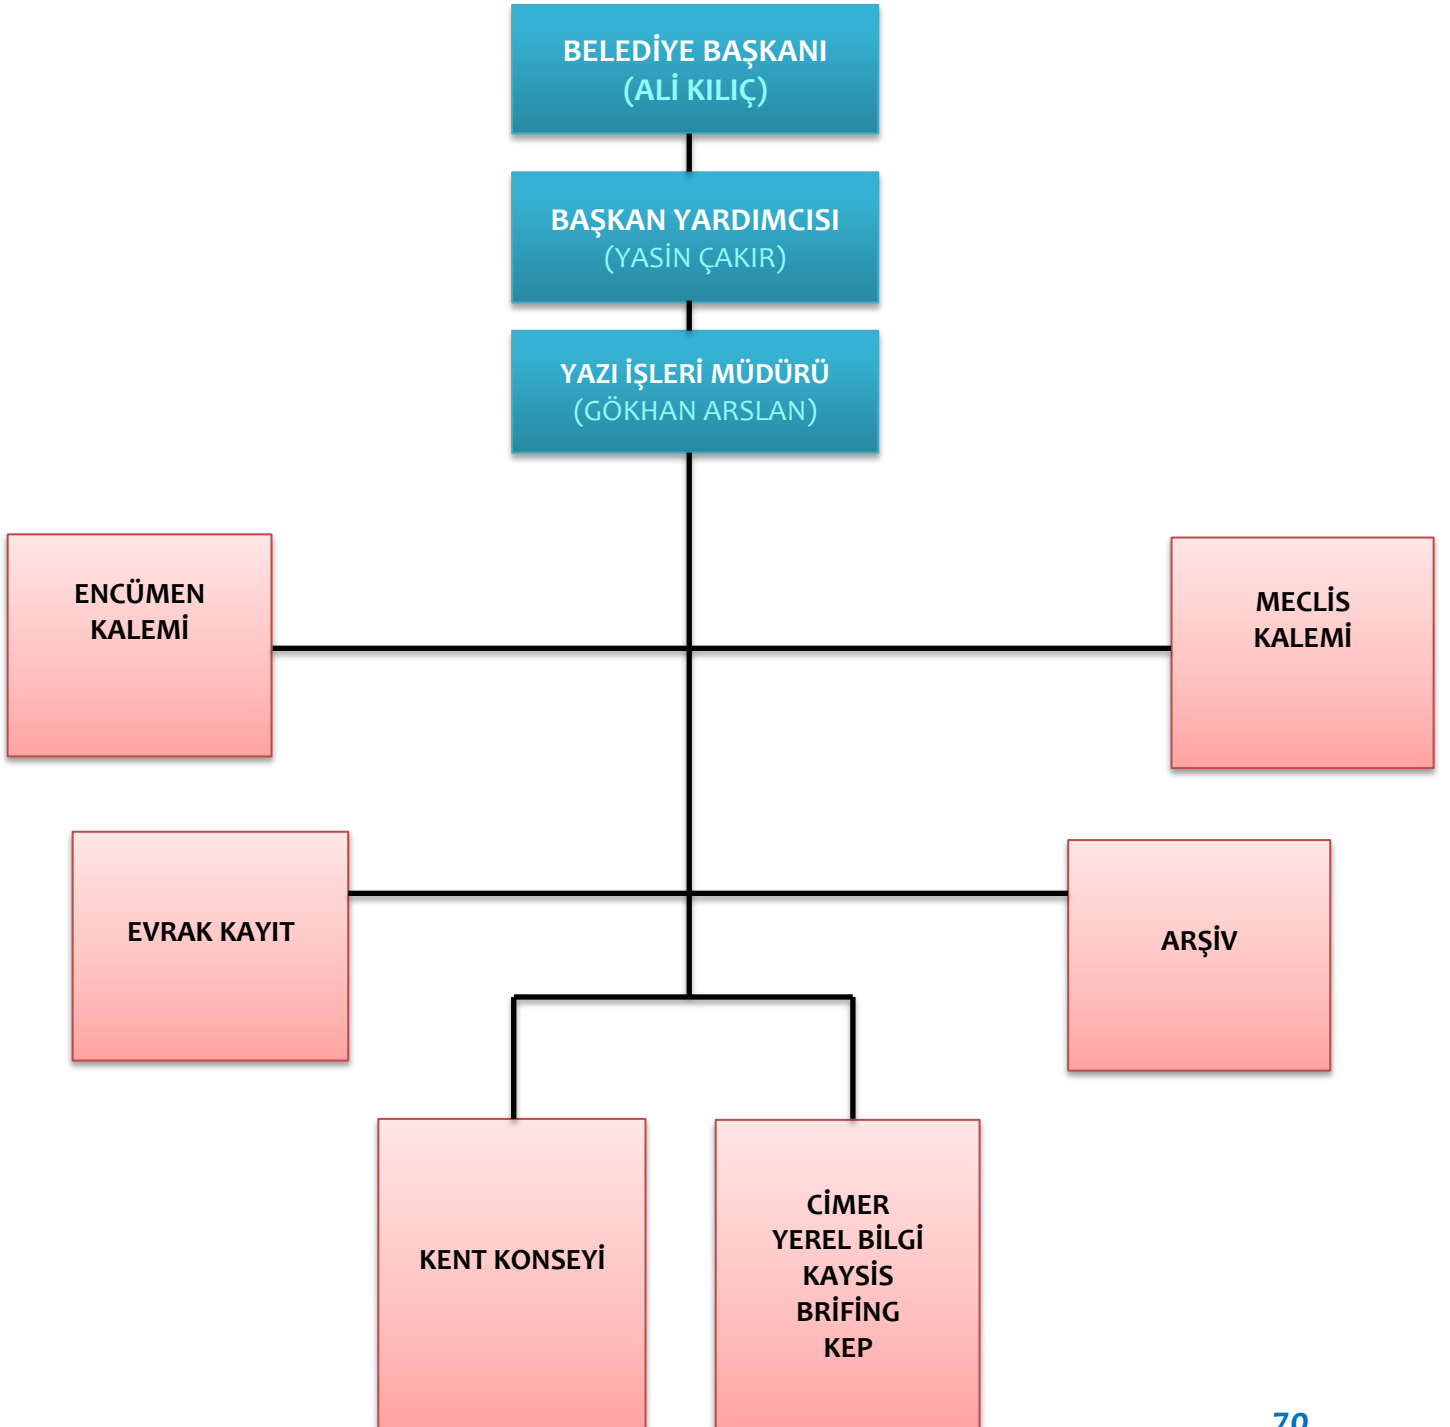 BELEDİYE BAŞKANI
(ALİ KILIÇ)
BAŞKAN YARDIMCISI
(YASİN ÇAKIR)
YAZI İŞLERİ MÜDÜRÜ
(GÖKHAN ARSLAN)
ENCÜMEN
KALEMİ
MECLİS
KALEMİ
EVRAK KAYIT
ARŞİV
KENT KONSEYİ
CİMER
YEREL BİLGİ
KAYSİS
BRİFİNG
KEP
70